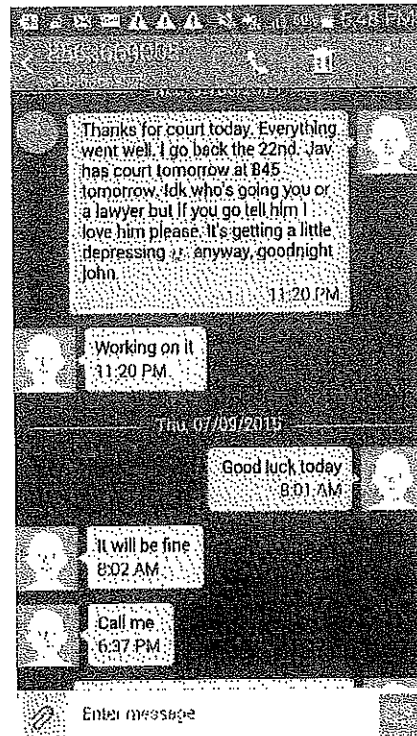 Thanks for court today. Everything
went well. I go back the 22nd. Jav
has court tomorrow at 845
tomorrow. Idk who's going you or
a lawyer but if you go tell him I
love him please. It's getting a little
depressing anyway, goodnight
john.
11:20 PM
Working on it
11:20 PM
Thu, 07/09/2015
Good luck today
8:01 AM
It will be fine
8:02 AM
Call me
6:37 PM
Enter message